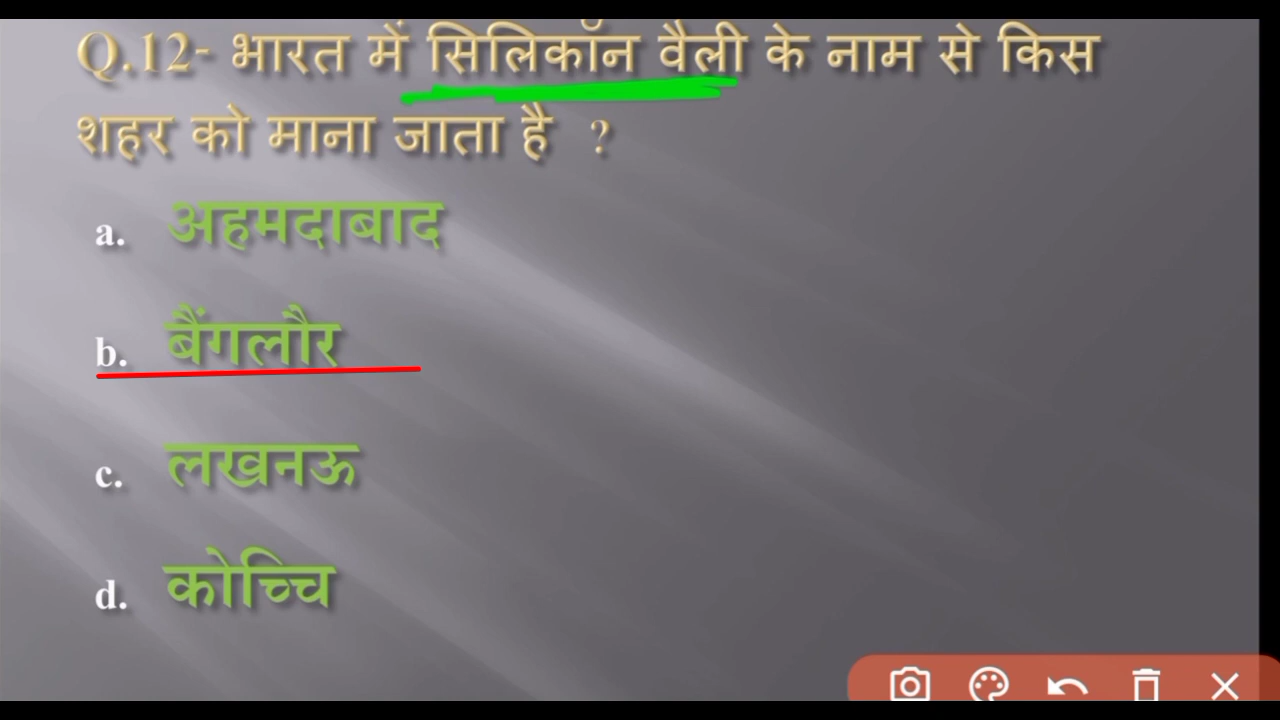 Q.12- भारत में सिलिकॉन वैली के नाम से किस
शहर को माना जाता है ?
a. अहमदाबाद
b. बैंगलौर
c. लखनऊ
d. कोच्चि